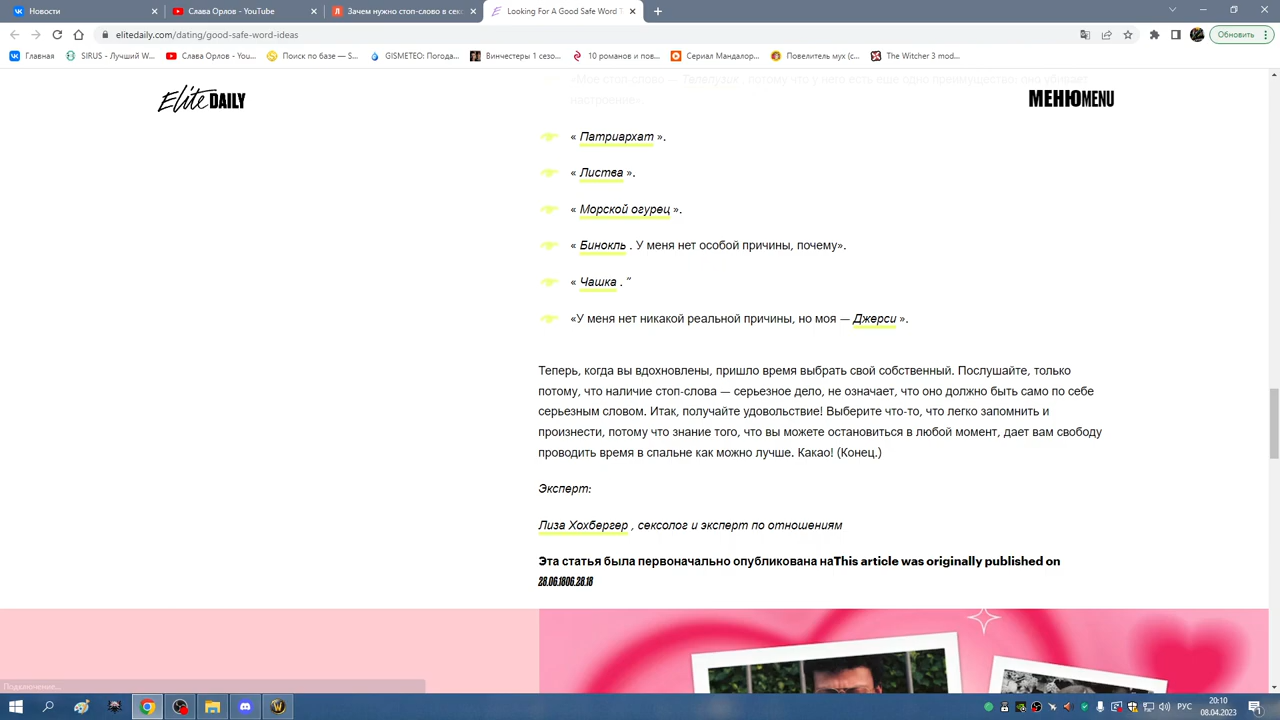 Новости
Слава Орлов - YouTube
Зачем нужно стоп-слово в сек
Looking For A Good Safe Word T
elitedaily.com/dating/good-safe-word-ideas
Обновить
Главная
SIRUS - Лучший W...
Слава Орлов - You...
Поиск по базе — S...
GISMETEO: Погода...
Винчестеры 1 сезо...
10 романов и пов...
Сериал Мандалор...
Повелитель мух (с...
The Witcher 3 mod...
Elite DAILY
МЕНЮMENU
настроение».
« Патриархат ».
« Листва ».
« Морской огурец ».
« Бинокль . У меня нет особой причины, почему».
« Чашка . ”
«У меня нет никакой реальной причины, но моя — Джерси ».
Теперь, когда вы вдохновлены, пришло время выбрать свой собственный. Послушайте, только
потому, что наличие стоп-слова — серьезное дело, не означает, что оно должно быть само по себе
серьезным словом. Итак, получайте удовольствие! Выберите что-то, что легко запомнить и
произнести, потому что знание того, что вы можете остановиться в любой момент, дает вам свободу
проводить время в спальне как можно лучше. Какао! (Конец.)
Эксперт:
Лиза Хохбергер , сексолог и эксперт по отношениям
Эта статья была первоначально опубликована наThis article was originally published on
28.06.1806.28.18
Подключение...
РУС
20:10
08.04.2023